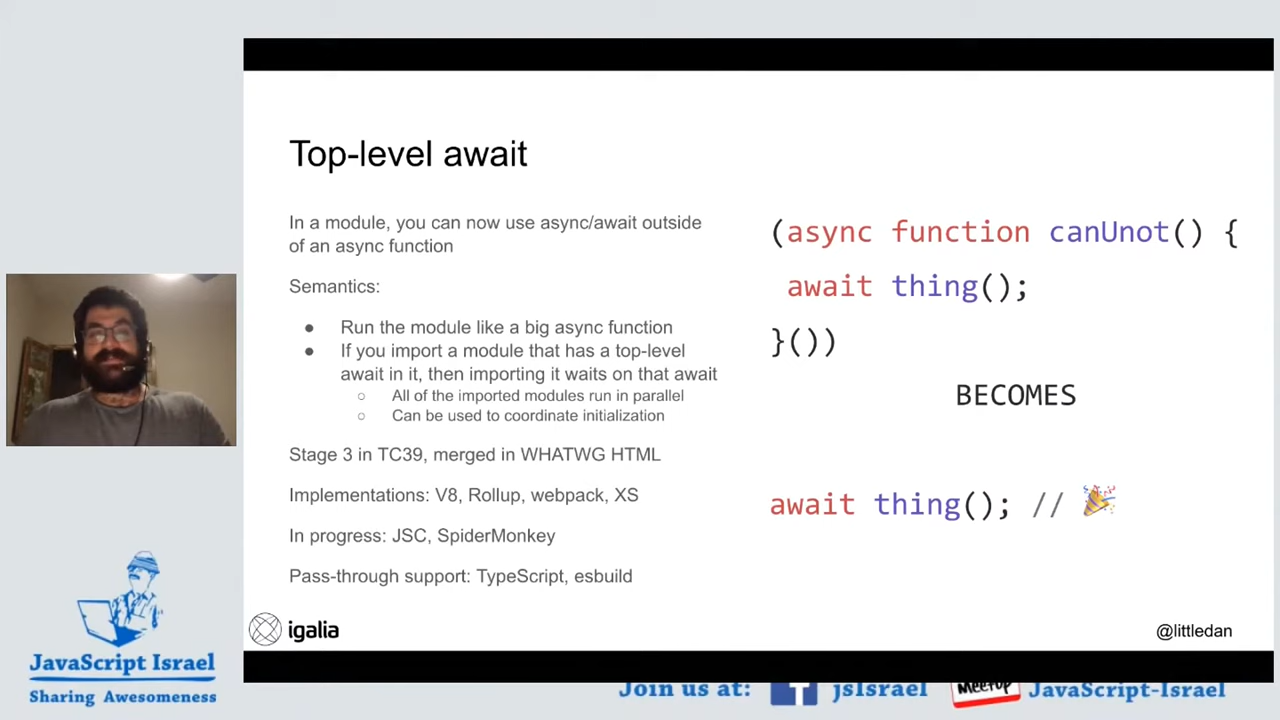 Top-level await
In a module, you can now use async/await outside
of an async function
Semantics:
● Run the module like a big async function
● If you import a module that has a top-level
await in it, then importing it waits on that await
○ All of the imported modules run in parallel
○ Can be used to coordinate initialization
Stage 3 in TC39, merged in WHATWG HTML
Implementations: V8, Rollup, webpack, XS
In progress: JSC, SpiderMonkey
Pass-through support: TypeScript, esbuild
(async function canUnot() {
await thing();
}())
BECOMES
await thing(); // 🎉
igalia
@littledan
JavaScript Israel
Sharing Awesomeness
Join us at: f jsIsrael Meetup JavaScript-Israel